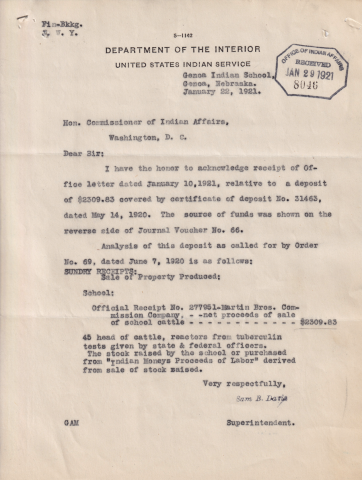 Fin-Bkkg.
J. W. Y.
5-1142
DEPARTMENT OF THE INTERIOR
UNITED STATES INDIAN SERVICE
OFFICE OF INDIAN AFFAIRS
RECEIVED
JAN 29 1921
8046
Genoa Indian School,
Genoa, Nebraska.
January 22, 1921.
Hon. Commissioner of Indian Affairs,
Washington, D. C.
Dear Sir:
I have the honor to acknowledge receipt of Of-
fice letter dated January 10,1921, relative to a deposit
of $2309.83 covered by certificate of deposit No. 31463,
dated May 14, 1920. The source of funds was shown on the
reverse side of Journal Voucher No. 66.
Analysis of this deposit as called for by Order
No. 69, dated June 7, 1920 is as follows:
SUNDRY RECEIPTS:
Sale of Property Produced;
School:
Official Receipt No. 277951-Martin Bros. Com-
mission Company, - -net proceeds of sale
of school cattle - - - - - - - - - - - - -$2309.83
45 head of cattle, reactors from tuberculin
tests given by state & federal officers.
The stock raised by the school or purchased
from "Indian Moneys Proceeds of Labor" derived
from sale of stock raised.
Very respectfully,
Sam B. Davis
GAM
Superintendent.